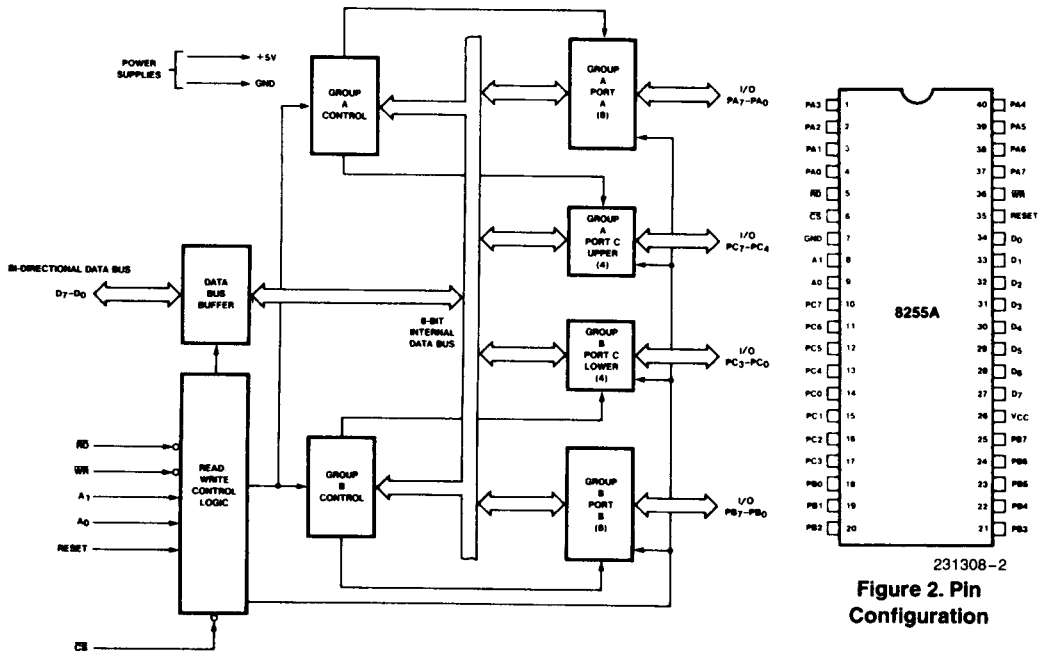 POWER
SUPPLIES
+5V
GND
GROUP
A
CONTROL
GROUP
A
PORT
A
(8)
I/O
PA7-PA0
GROUP
A
PORT C
UPPER
(4)
I/O
PC7-PC4
BI-DIRECTIONAL DATA BUS
D7-D0
DATA
BUS
BUFFER
8-BIT
INTERNAL
DATA BUS
GROUP
B
PORT C
LOWER
(4)
I/O
PC3-PC0
R̅D̅
W̅R̅
A1
A0
RESET
C̅S̅
READ
WRITE
CONTROL
LOGIC
GROUP
B
CONTROL
GROUP
B
PORT
B
(8)
I/O
PB7-PB0
PA3 1 40 PA4
PA2 2 39 PA5
PA1 3 38 PA6
PA0 4 37 PA7
R̅D̅ 5 36 W̅R̅
C̅S̅ 6 35 RESET
GND 7 34 D0
A1 8 33 D1
A0 9 32 D2
PC7 10 31 D3
PC6 11 30 D4
PC5 12 29 D5
PC4 13 28 D6
PC0 14 27 D7
PC1 15 26 VCC
PC2 16 25 PB7
PC3 17 24 PB6
PB0 18 23 PB5
PB1 19 22 PB4
PB2 20 21 PB3
8255A
231308-2
Figure 2. Pin
Configuration